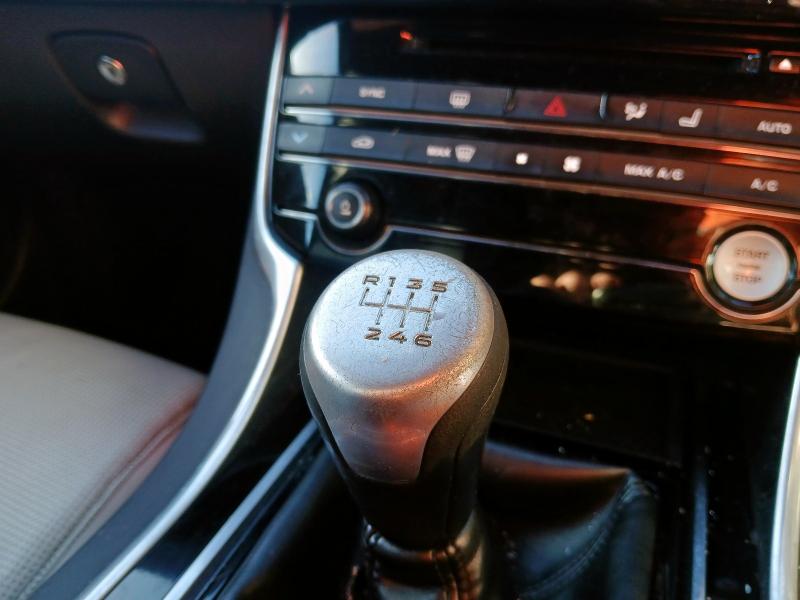 SYNC
AUTO
MAX
MAX A/C
A/C
START
STOP
R 1 3 5
2 4 6